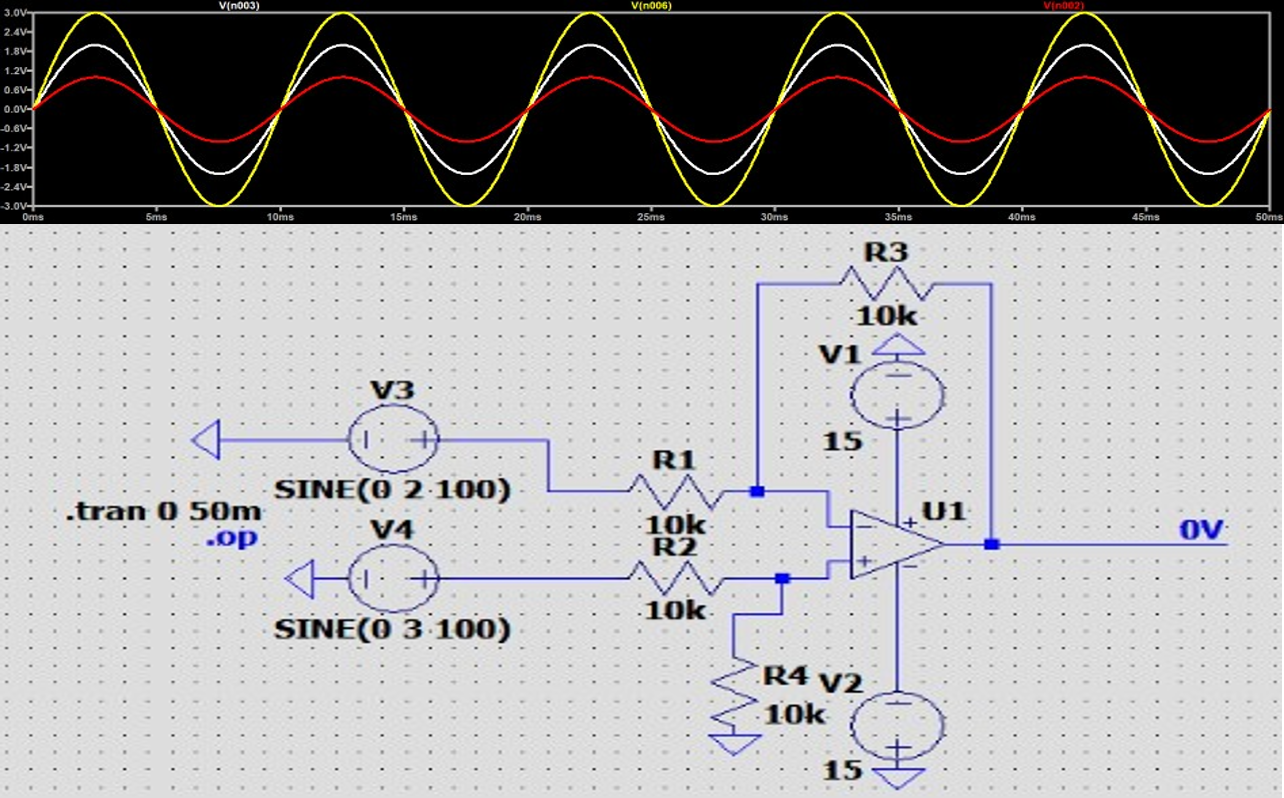 V(n003) V(n006) V(n002)
3.0V
2.4V
1.8V
1.2V
0.6V
0.0V
-0.6V
-1.2V
-1.8V
-2.4V
-3.0V
0ms 5ms 10ms 15ms 20ms 25ms 30ms 35ms 40ms 45ms 50ms
R3
10k
V1
15
V3
SINE(0 2 100)
R1
10k
.tran 0 50m
.op
V4
SINE(0 3 100)
R2
10k
U1
0V
R4
10k
V2
15